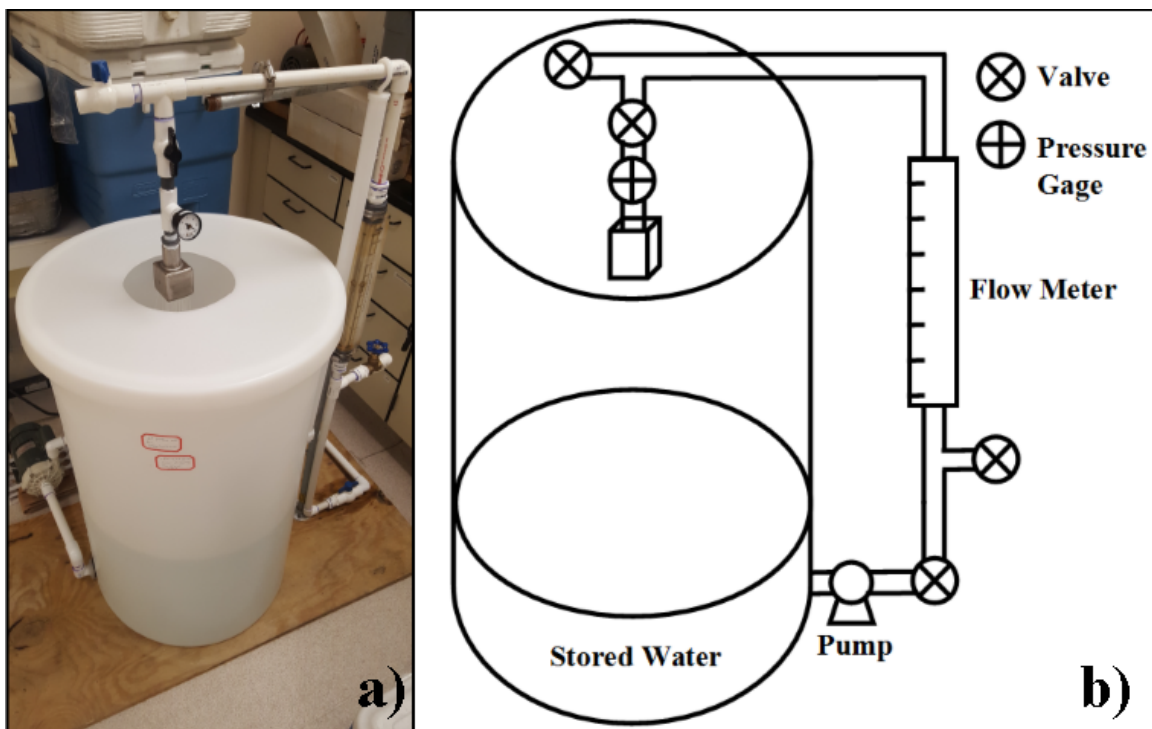 Valve
Pressure
Gage
Flow Meter
Pump
Stored Water
a)
b)